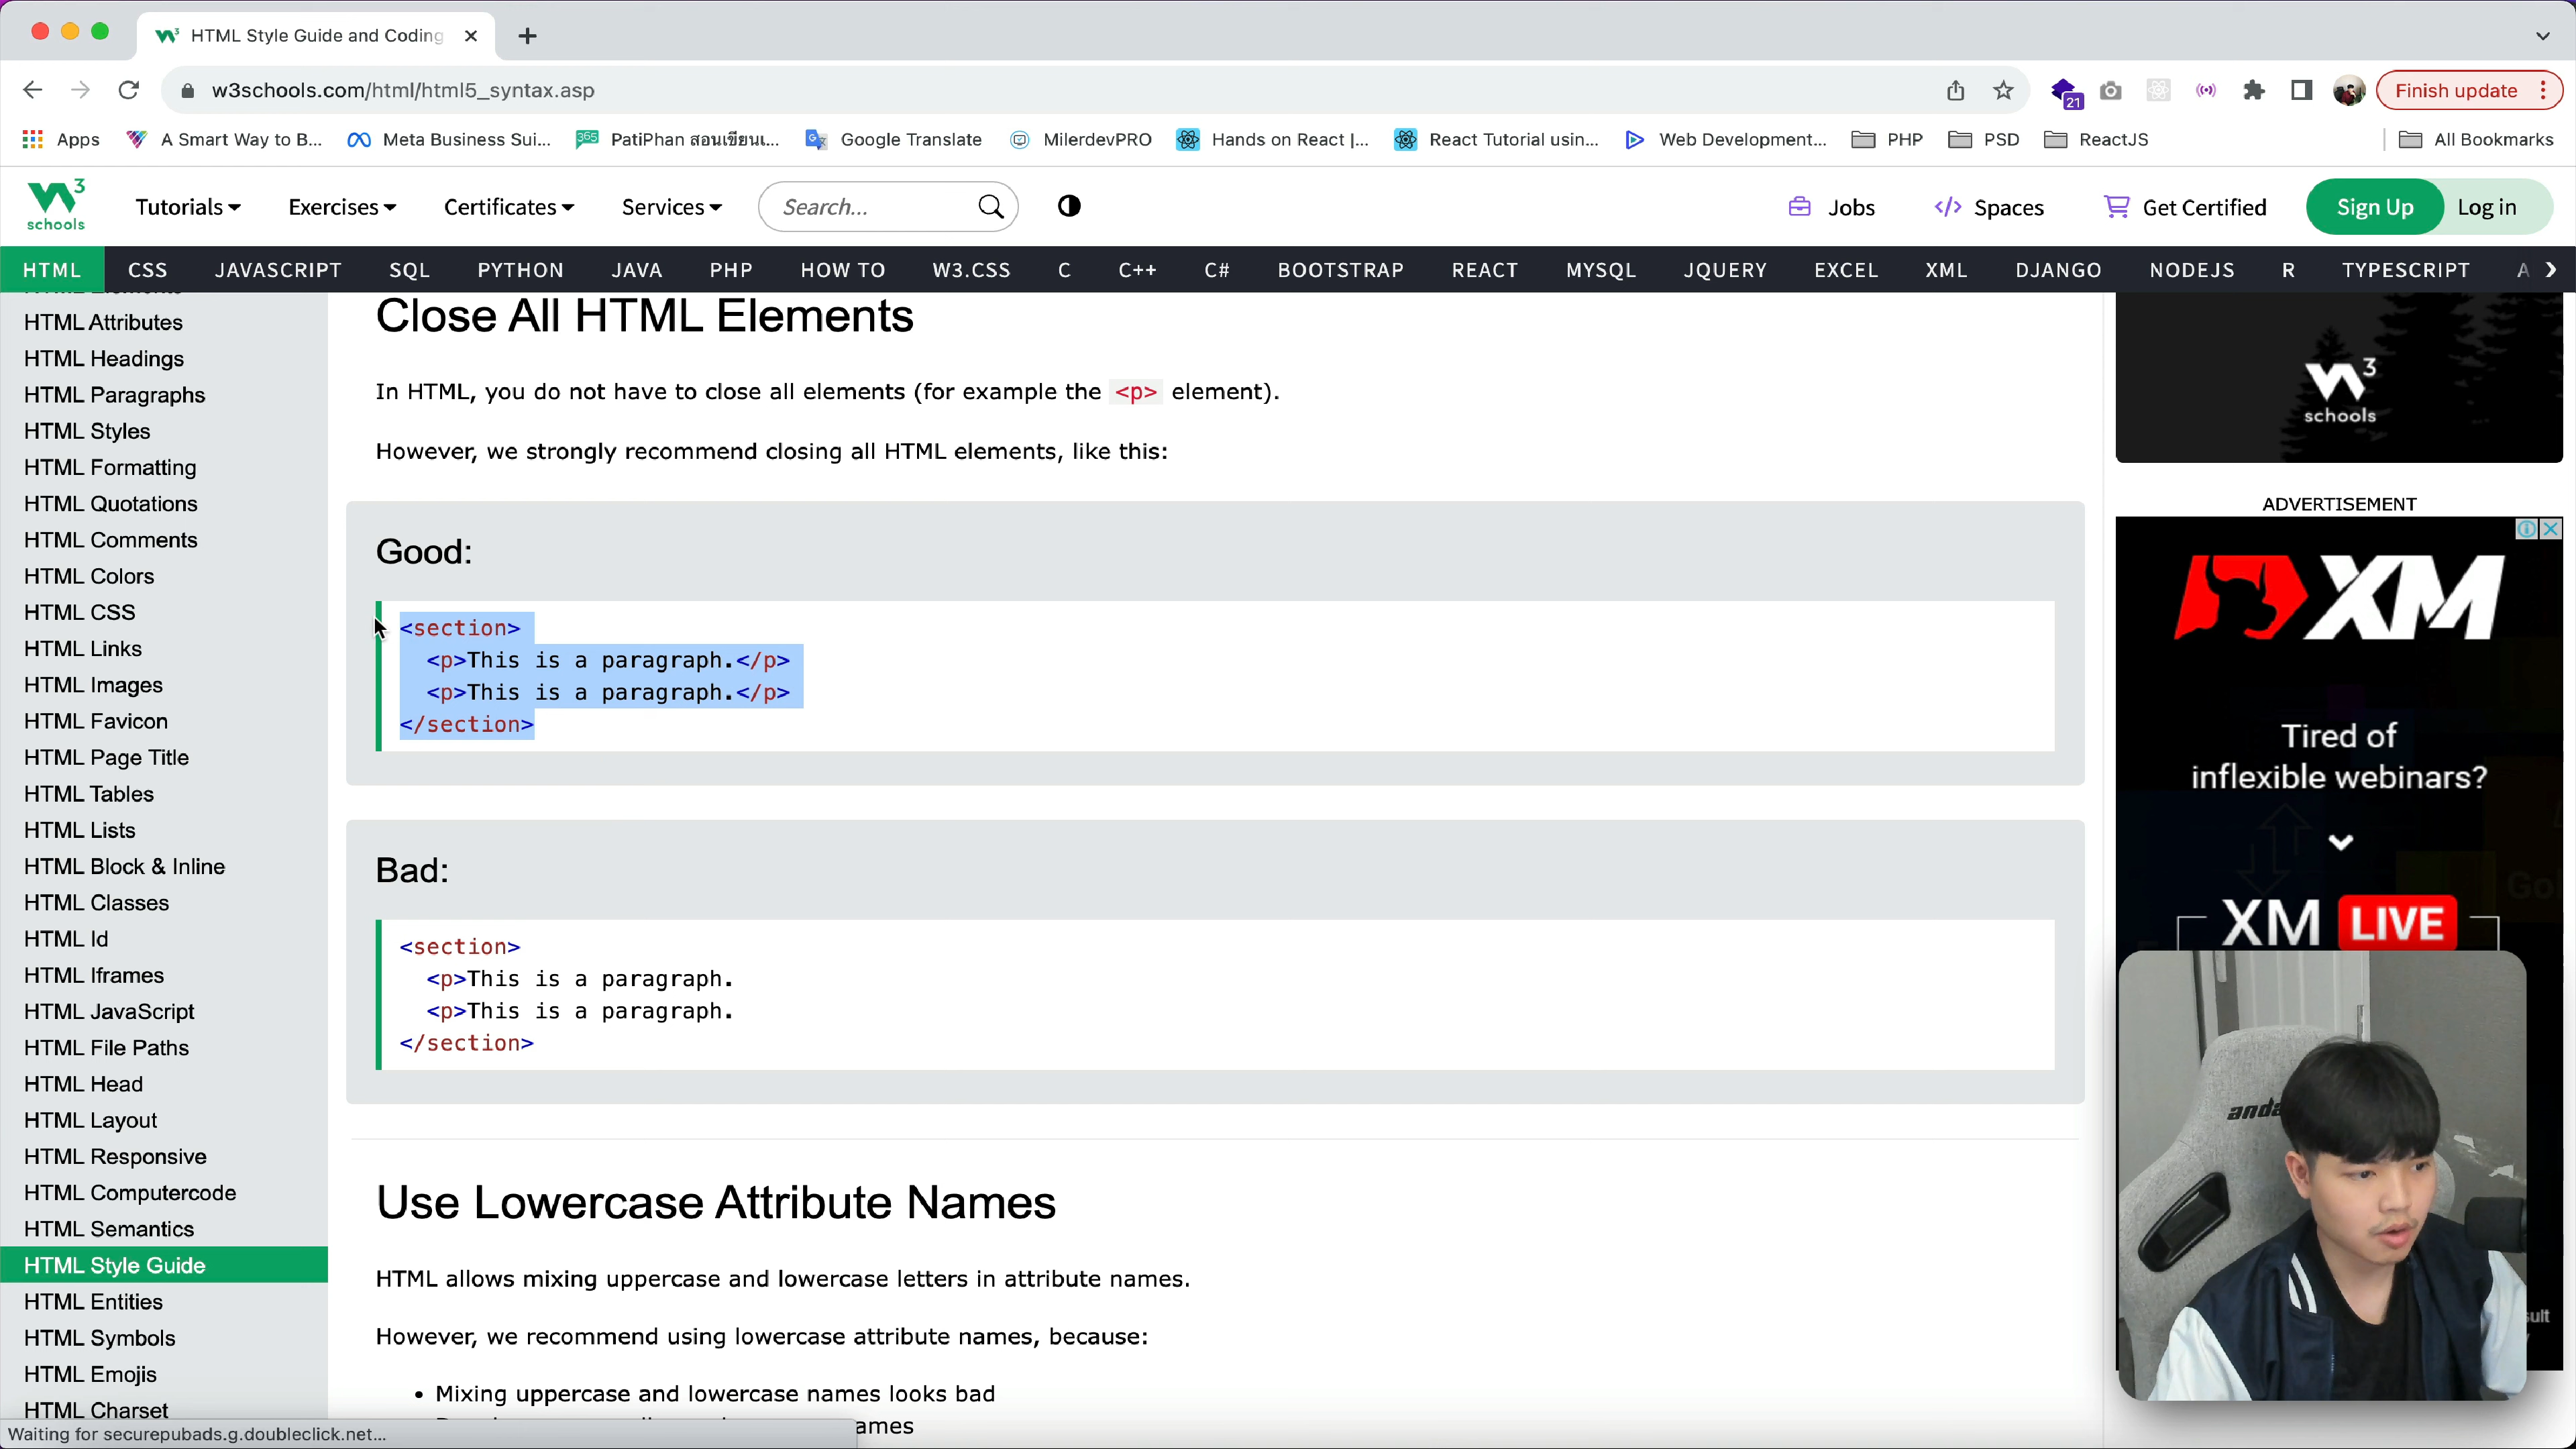 HTML Style Guide and Coding
w3schools.com/html/html5_syntax.asp
21
Finish update
Apps
A Smart Way to B...
Meta Business Sui...
365
PatiPhan สอนเขียนเ...
Google Translate
MilerdevPRO
Hands on React |...
React Tutorial usin...
Web Development...
PHP
PSD
ReactJS
All Bookmarks
3
schools
Tutorials
Exercises
Certificates
Services
Search...
Jobs
Spaces
Get Certified
Sign Up
Log in
HTML
CSS
JAVASCRIPT
SQL
PYTHON
JAVA
PHP
HOW TO
W3.CSS
C
C++
C#
BOOTSTRAP
REACT
MYSQL
JQUERY
EXCEL
XML
DJANGO
NODEJS
R
TYPESCRIPT
A
HTML Attributes
HTML Headings
HTML Paragraphs
HTML Styles
HTML Formatting
HTML Quotations
HTML Comments
HTML Colors
HTML CSS
HTML Links
HTML Images
HTML Favicon
HTML Page Title
HTML Tables
HTML Lists
HTML Block & Inline
HTML Classes
HTML Id
HTML Iframes
HTML JavaScript
HTML File Paths
HTML Head
HTML Layout
HTML Responsive
HTML Computercode
HTML Semantics
HTML Style Guide
HTML Entities
HTML Symbols
HTML Emojis
HTML Charset
Waiting for securepubads.g.doubleclick.net...
Close All HTML Elements
In HTML, you do not have to close all elements (for example the <p> element).
However, we strongly recommend closing all HTML elements, like this:
Good:
<section>
<p>This is a paragraph.</p>
<p>This is a paragraph.</p>
</section>
Bad:
<section>
<p>This is a paragraph.
<p>This is a paragraph.
</section>
Use Lowercase Attribute Names
HTML allows mixing uppercase and lowercase letters in attribute names.
However, we recommend using lowercase attribute names, because:
• Mixing uppercase and lowercase names looks bad
ames
3
schools
ADVERTISEMENT
XM
Tired of
inflexible webinars?
XM LIVE
anda